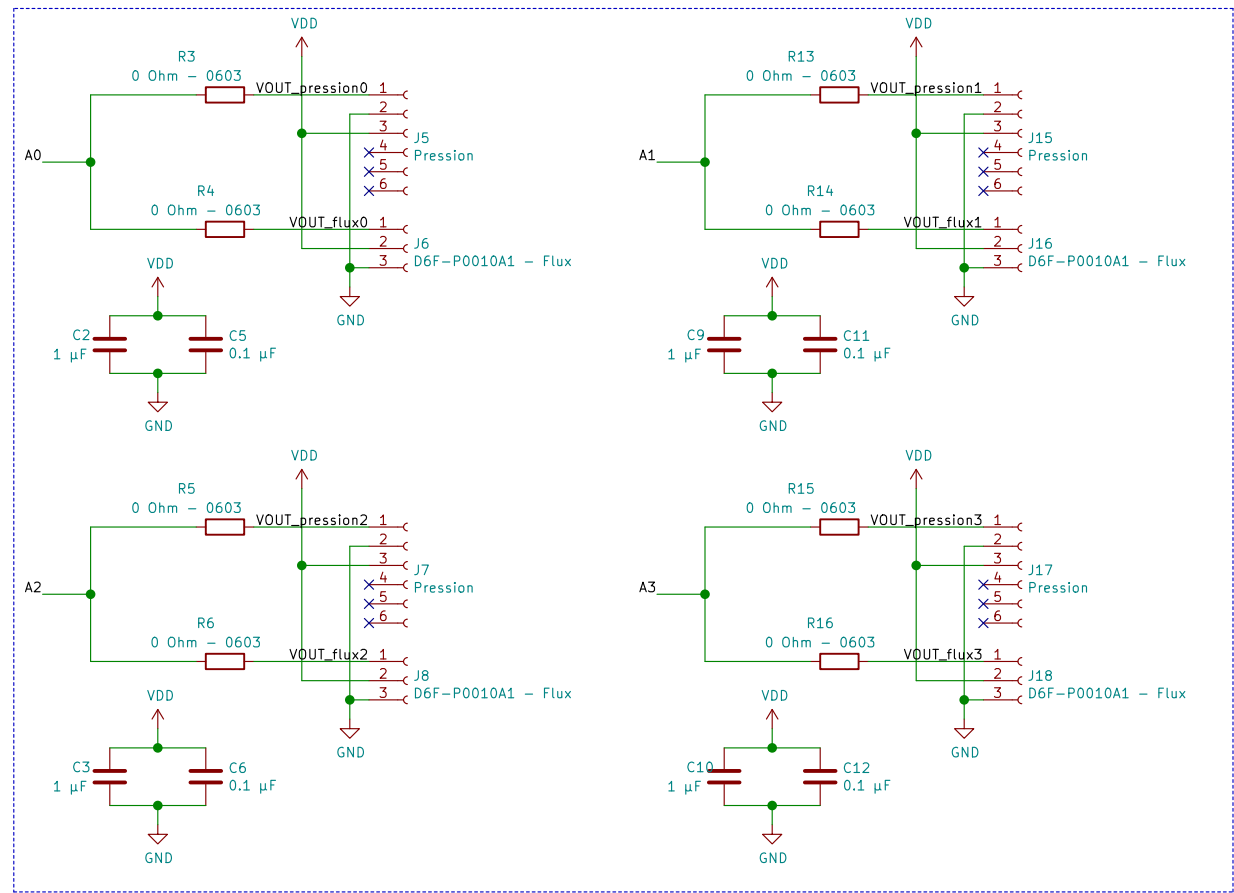 VDD
R3
0 Ohm – 0603
VOUT_pression0
1
2
3
4
5
6
J5
Pression
A0
R4
0 Ohm – 0603
VOUT_flux0
1
2
3
J6
D6F–P0010A1 – Flux
GND
VDD
C2
1 µF
C5
0.1 µF
GND
VDD
R13
0 Ohm – 0603
VOUT_pression1
1
2
3
4
5
6
J15
Pression
A1
R14
0 Ohm – 0603
VOUT_flux1
1
2
3
J16
D6F–P0010A1 – Flux
GND
VDD
C9
1 µF
C11
0.1 µF
GND
VDD
R5
0 Ohm – 0603
VOUT_pression2
1
2
3
4
5
6
J7
Pression
A2
R6
0 Ohm – 0603
VOUT_flux2
1
2
3
J8
D6F–P0010A1 – Flux
GND
VDD
C3
1 µF
C6
0.1 µF
GND
VDD
R15
0 Ohm – 0603
VOUT_pression3
1
2
3
4
5
6
J17
Pression
A3
R16
0 Ohm – 0603
VOUT_flux3
1
2
3
J18
D6F–P0010A1 – Flux
GND
VDD
C10
1 µF
C12
0.1 µF
GND